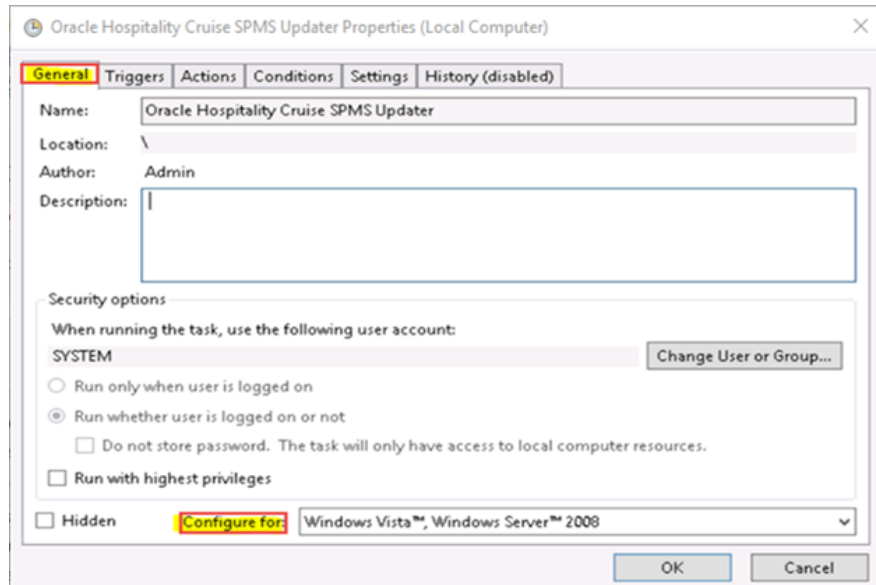 Oracle Hospitality Cruise SPMS Updater Properties (Local Computer)
General Triggers Actions Conditions Settings History (disabled)
Name: Oracle Hospitality Cruise SPMS Updater
Location: \
Author: Admin
Description:
Security options
When running the task, use the following user account:
SYSTEM Change User or Group...
Run only when user is logged on
Run whether user is logged on or not
Do not store password. The task will only have access to local computer resources.
Run with highest privileges
Hidden Configure for: Windows Vista™, Windows Server™ 2008
OK Cancel